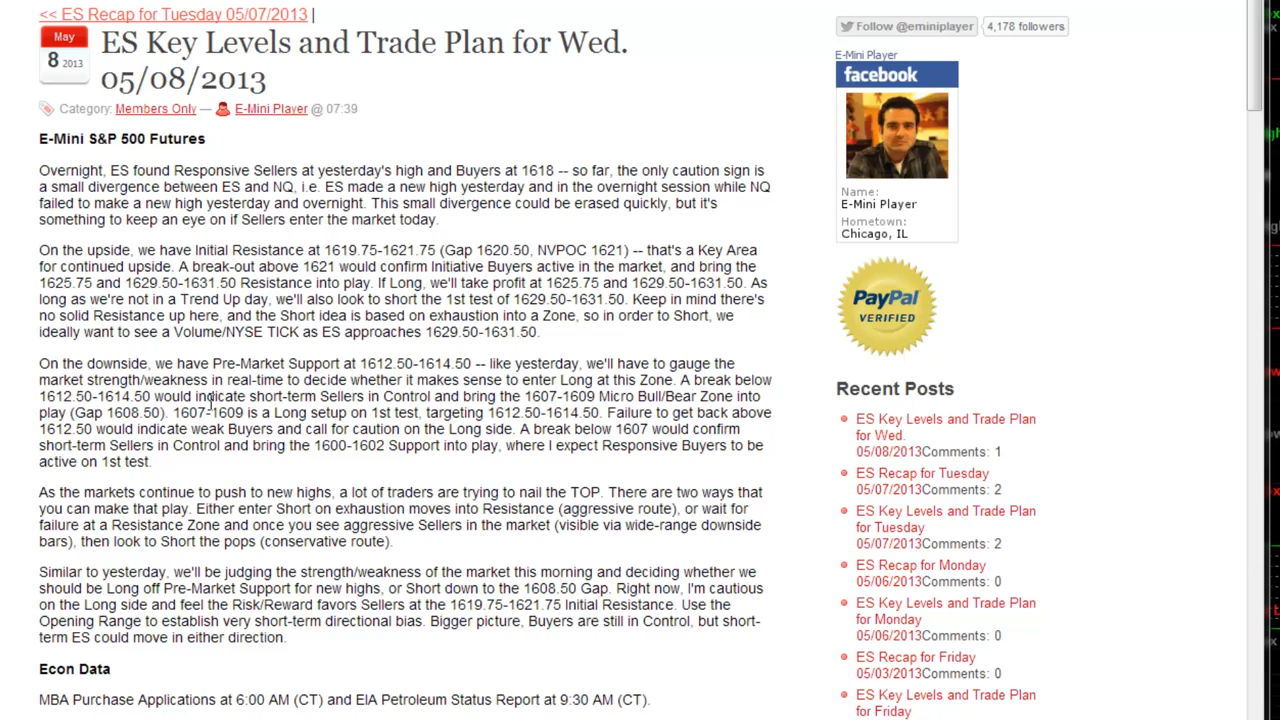 << ES Recap for Tuesday 05/07/2013 |
May
8 2013
ES Key Levels and Trade Plan for Wed.
05/08/2013
Category: Members Only — E-Mini Player @ 07:39
E-Mini S&P 500 Futures
Overnight, ES found Responsive Sellers at yesterday's high and Buyers at 1618 -- so far, the only caution sign is
a small divergence between ES and NQ, i.e. ES made a new high yesterday and in the overnight session while NQ
failed to make a new high yesterday and overnight. This small divergence could be erased quickly, but it's
something to keep an eye on if Sellers enter the market today.
On the upside, we have Initial Resistance at 1619.75-1621.75 (Gap 1620.50, NVPOC 1621) -- that's a Key Area
for continued upside. A break-out above 1621 would confirm Initiative Buyers active in the market, and bring the
1625.75 and 1629.50-1631.50 Resistance into play. If Long, we'll take profit at 1625.75 and 1629.50-1631.50. As
long as we're not in a Trend Up day, we'll also look to short the 1st test of 1629.50-1631.50. Keep in mind there's
no solid Resistance up here, and the Short idea is based on exhaustion into a Zone, so in order to Short, we
ideally want to see a Volume/NYSE TICK as ES approaches 1629.50-1631.50.
On the downside, we have Pre-Market Support at 1612.50-1614.50 -- like yesterday, we'll have to gauge the
market strength/weakness in real-time to decide whether it makes sense to enter Long at this Zone. A break below
1612.50-1614.50 would indicate short-term Sellers in Control and bring the 1607-1609 Micro Bull/Bear Zone into
play (Gap 1608.50). 1607-1609 is a Long setup on 1st test, targeting 1612.50-1614.50. Failure to get back above
1612.50 would indicate weak Buyers and call for caution on the Long side. A break below 1607 would confirm
short-term Sellers in Control and bring the 1600-1602 Support into play, where I expect Responsive Buyers to be
active on 1st test.
As the markets continue to push to new highs, a lot of traders are trying to nail the TOP. There are two ways that
you can make that play. Either enter Short on exhaustion moves into Resistance (aggressive route), or wait for
failure at a Resistance Zone and once you see aggressive Sellers in the market (visible via wide-range downside
bars), then look to Short the pops (conservative route).
Similar to yesterday, we'll be judging the strength/weakness of the market this morning and deciding whether we
should be Long off Pre-Market Support for new highs, or Short down to the 1608.50 Gap. Right now, I'm cautious
on the Long side and feel the Risk/Reward favors Sellers at the 1619.75-1621.75 Initial Resistance. Use the
Opening Range to establish very short-term directional bias. Bigger picture, Buyers are still in Control, but short-
term ES could move in either direction.
Econ Data
MBA Purchase Applications at 6:00 AM (CT) and EIA Petroleum Status Report at 9:30 AM (CT).
Follow @eminiplayer 4,178 followers
E-Mini Player
facebook
Name:
E-Mini Player
Hometown:
Chicago, IL
PayPal
VERIFIED
Recent Posts
ES Key Levels and Trade Plan
for Wed.
05/08/2013Comments: 1
ES Recap for Tuesday
05/07/2013Comments: 2
ES Key Levels and Trade Plan
for Tuesday
05/07/2013Comments: 2
ES Recap for Monday
05/06/2013Comments: 0
ES Key Levels and Trade Plan
for Monday
05/06/2013Comments: 0
ES Recap for Friday
05/03/2013Comments: 0
ES Key Levels and Trade Plan
for Friday